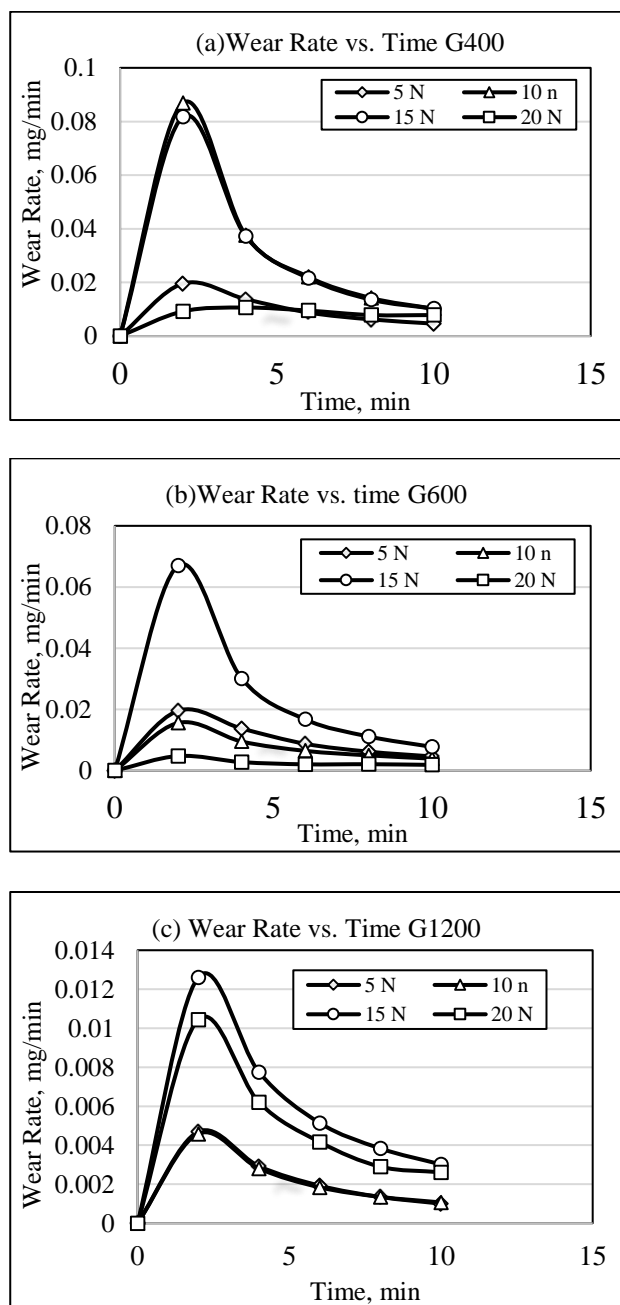 (a)Wear Rate vs. Time G400
5 N 10 n
15 N 20 N
Wear Rate, mg/min
0.1
0.08
0.06
0.04
0.02
0
0 5 10 15
Time, min
(b)Wear Rate vs. time G600
5 N 10 n
15 N 20 N
Wear Rate, mg/min
0.08
0.06
0.04
0.02
0
0 5 10 15
Time, min
(c) Wear Rate vs. Time G1200
5 N 10 n
15 N 20 N
Wear Rate, mg/min
0.014
0.012
0.01
0.008
0.006
0.004
0.002
0
0 5 10 15
Time, min